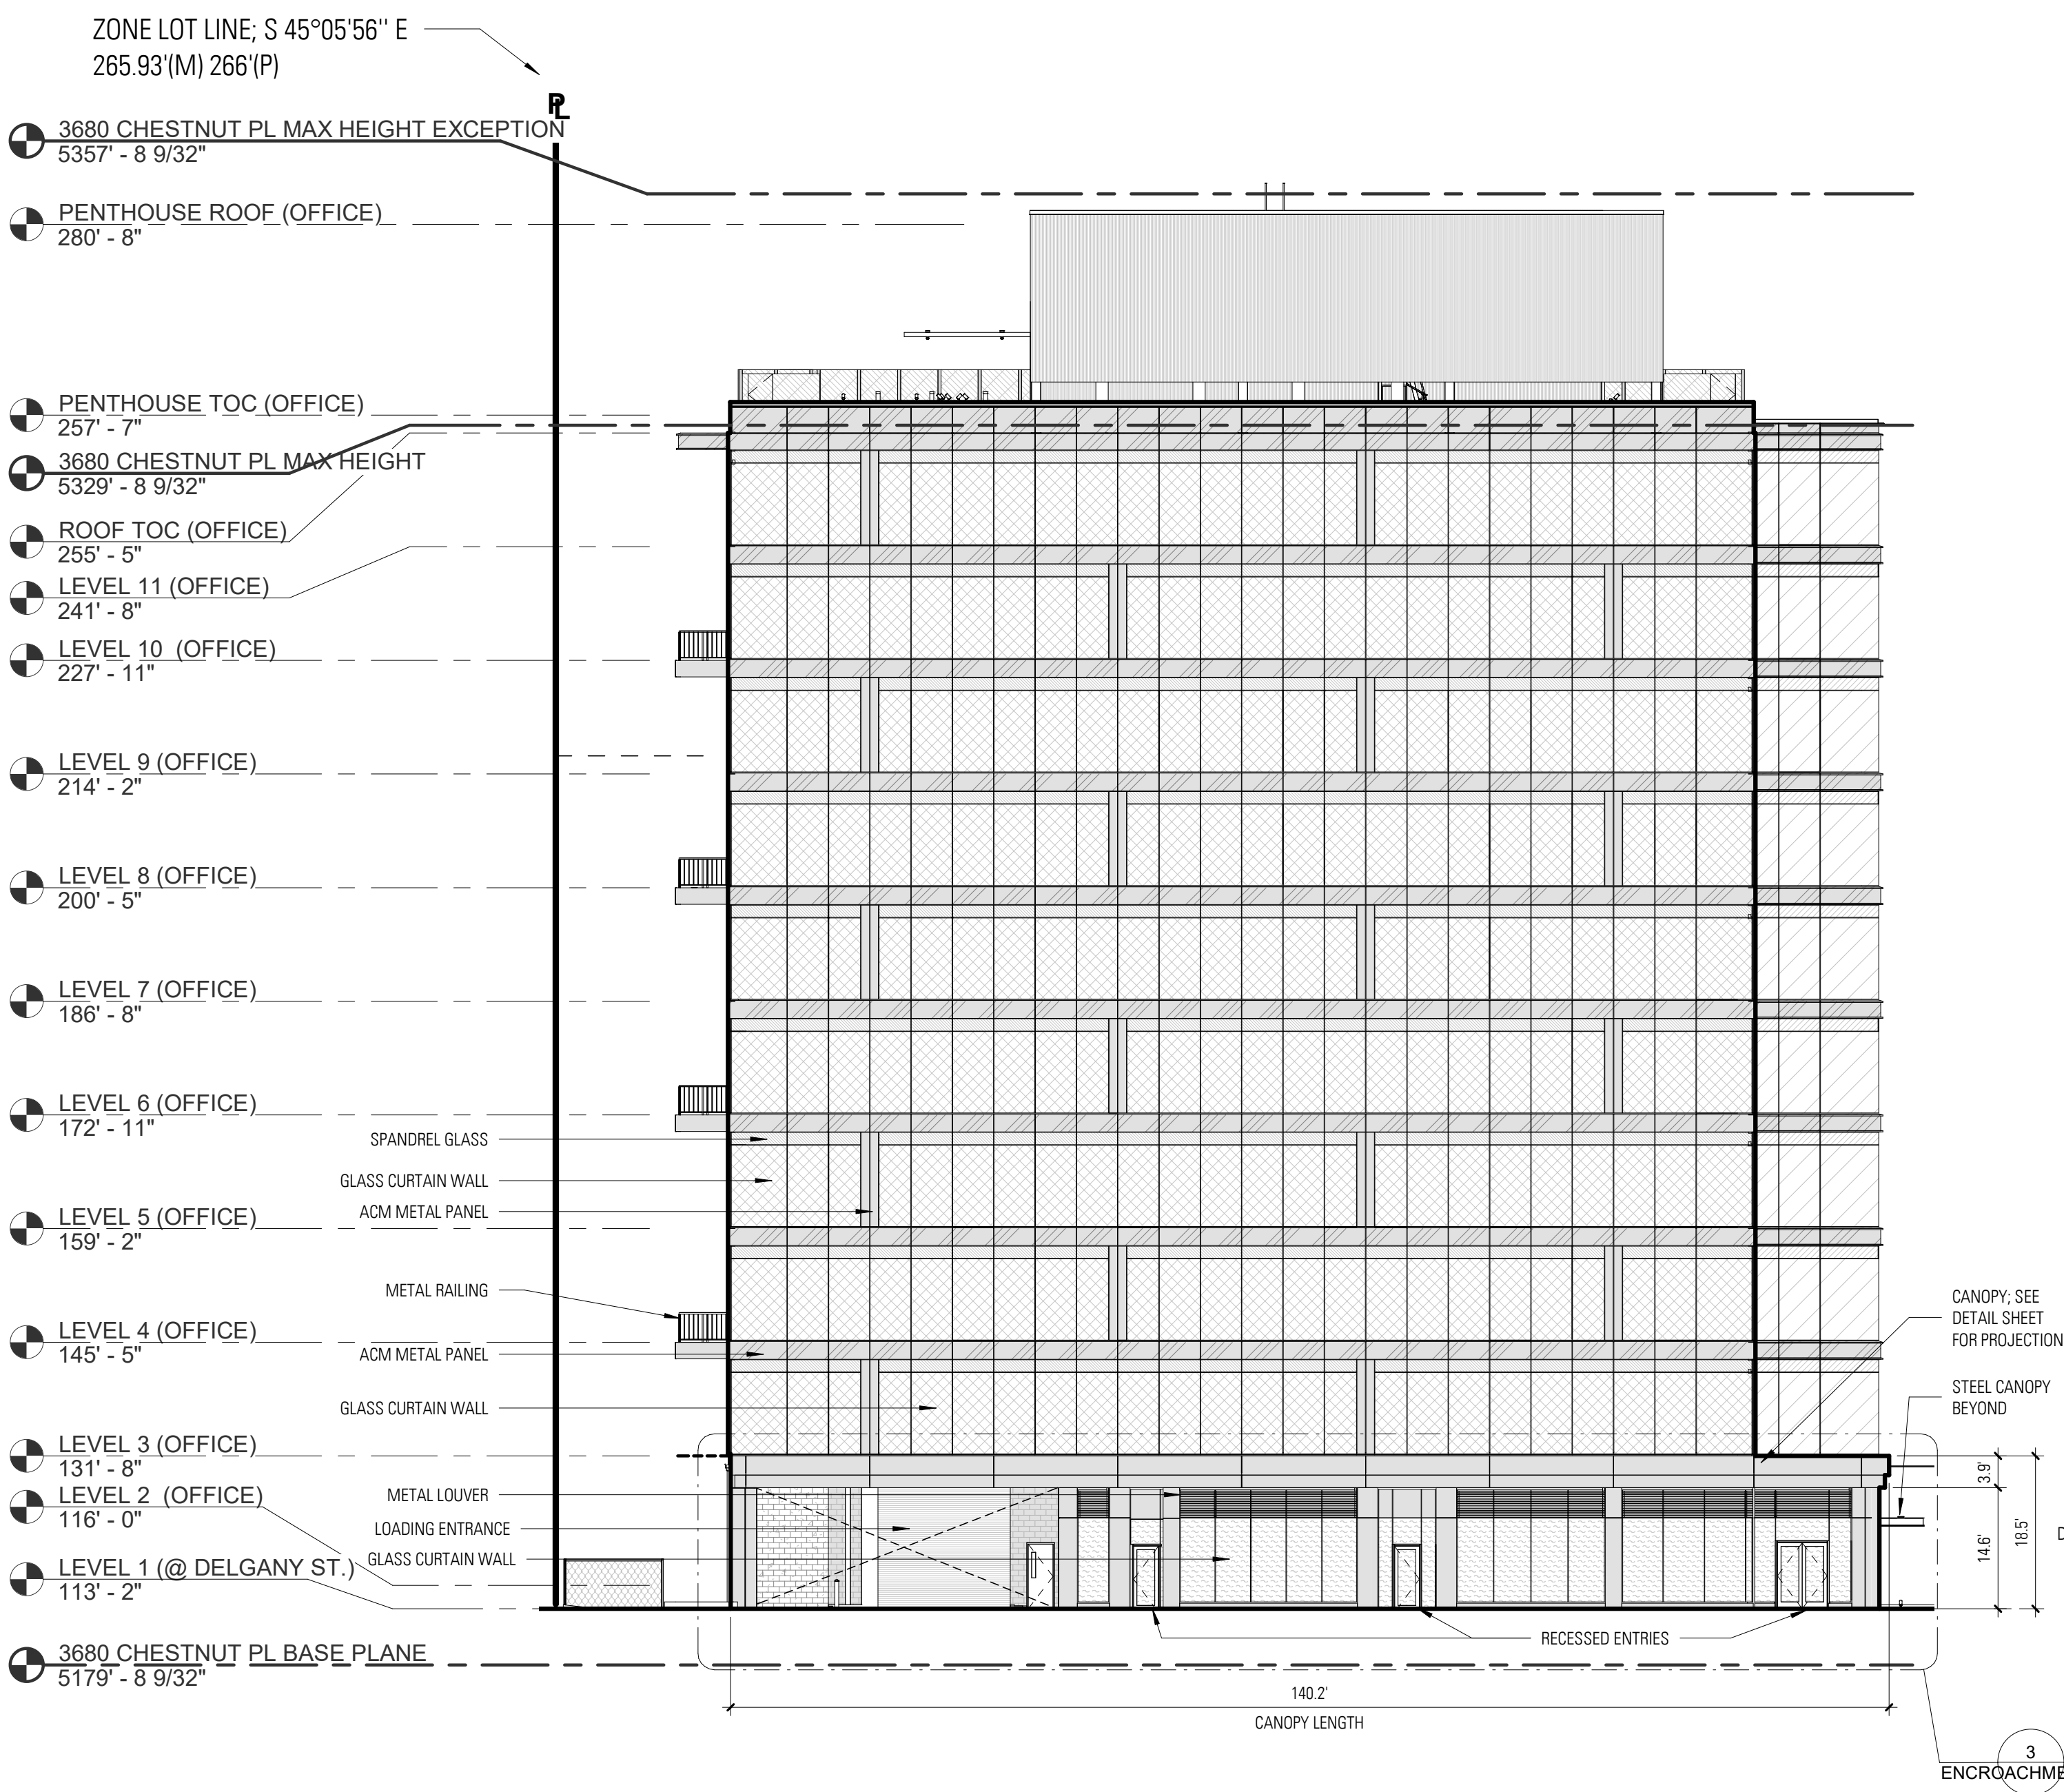 ZONE LOT LINE; S 45°05'56'' E
265.93'(M) 266'(P)
PL
3680 CHESTNUT PL MAX HEIGHT EXCEPTION
5357' - 8 9/32"
PENTHOUSE ROOF (OFFICE)
280' - 8"
PENTHOUSE TOC (OFFICE)
257' - 7"
3680 CHESTNUT PL MAX HEIGHT
5329' - 8 9/32"
ROOF TOC (OFFICE)
255' - 5"
LEVEL 11 (OFFICE)
241' - 8"
LEVEL 10 (OFFICE)
227' - 11"
LEVEL 9 (OFFICE)
214' - 2"
LEVEL 8 (OFFICE)
200' - 5"
LEVEL 7 (OFFICE)
186' - 8"
LEVEL 6 (OFFICE)
172' - 11"
SPANDREL GLASS
GLASS CURTAIN WALL
ACM METAL PANEL
LEVEL 5 (OFFICE)
159' - 2"
METAL RAILING
LEVEL 4 (OFFICE)
145' - 5"
ACM METAL PANEL
GLASS CURTAIN WALL
LEVEL 3 (OFFICE)
131' - 8"
LEVEL 2 (OFFICE)
116' - 0"
METAL LOUVER
LOADING ENTRANCE
GLASS CURTAIN WALL
LEVEL 1 (@ DELGANY ST.)
113' - 2"
3680 CHESTNUT PL BASE PLANE
5179' - 8 9/32"
CANOPY; SEE
DETAIL SHEET
FOR PROJECTION
STEEL CANOPY
BEYOND
3.9'
14.6'
18.5'
D
RECESSED ENTRIES
140.2'
CANOPY LENGTH
3
ENCROACHME